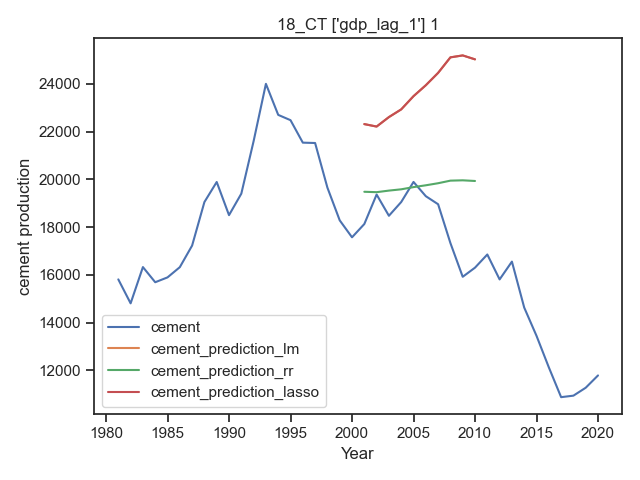 18_CT ['gdp_lag_1'] 1
cement production
24000
22000
20000
18000
16000
14000
12000
cement
cement_prediction_lm
cement_prediction_rr
cement_prediction_lasso
1980
1985
1990
1995
2000
2005
2010
2015
2020
Year